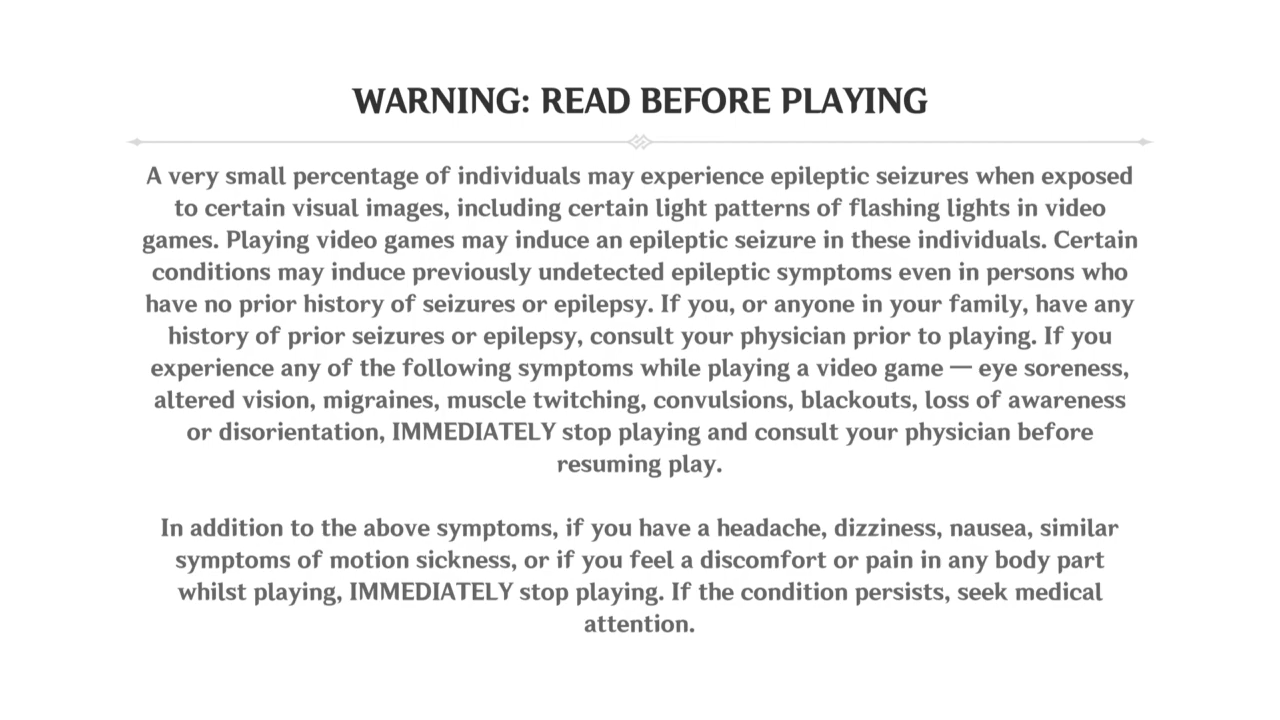 WARNING: READ BEFORE PLAYING
A very small percentage of individuals may experience epileptic seizures when exposed
to certain visual images, including certain light patterns of flashing lights in video
games. Playing video games may induce an epileptic seizure in these individuals. Certain
conditions may induce previously undetected epileptic symptoms even in persons who
have no prior history of seizures or epilepsy. If you, or anyone in your family, have any
history of prior seizures or epilepsy, consult your physician prior to playing. If you
experience any of the following symptoms while playing a video game — eye soreness,
altered vision, migraines, muscle twitching, convulsions, blackouts, loss of awareness
or disorientation, IMMEDIATELY stop playing and consult your physician before
resuming play.
In addition to the above symptoms, if you have a headache, dizziness, nausea, similar
symptoms of motion sickness, or if you feel a discomfort or pain in any body part
whilst playing, IMMEDIATELY stop playing. If the condition persists, seek medical
attention.